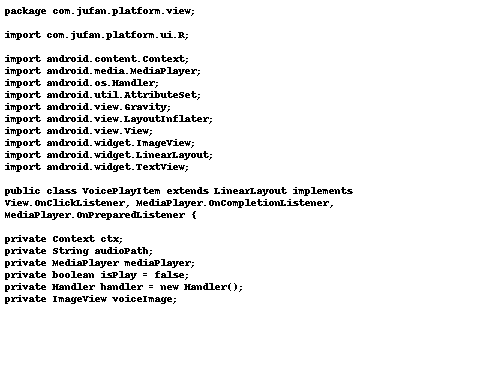 package com.jufan.platform.view;
import com.jufan.platform.ui.R;
import android.content.Context;
import android.media.MediaPlayer;
import android.os.Handler;
import android.util.AttributeSet;
import android.view.Gravity;
import android.view.LayoutInflater;
import android.view.View;
import android.widget.ImageView;
import android.widget.LinearLayout;
import android.widget.TextView;
public class VoicePlayItem extends LinearLayout implements
View.OnClickListener, MediaPlayer.OnCompletionListener,
MediaPlayer.OnPreparedListener {
private Context ctx;
private String audioPath;
private MediaPlayer mediaPlayer;
private boolean isPlay = false;
private Handler handler = new Handler();
private ImageView voiceImage;